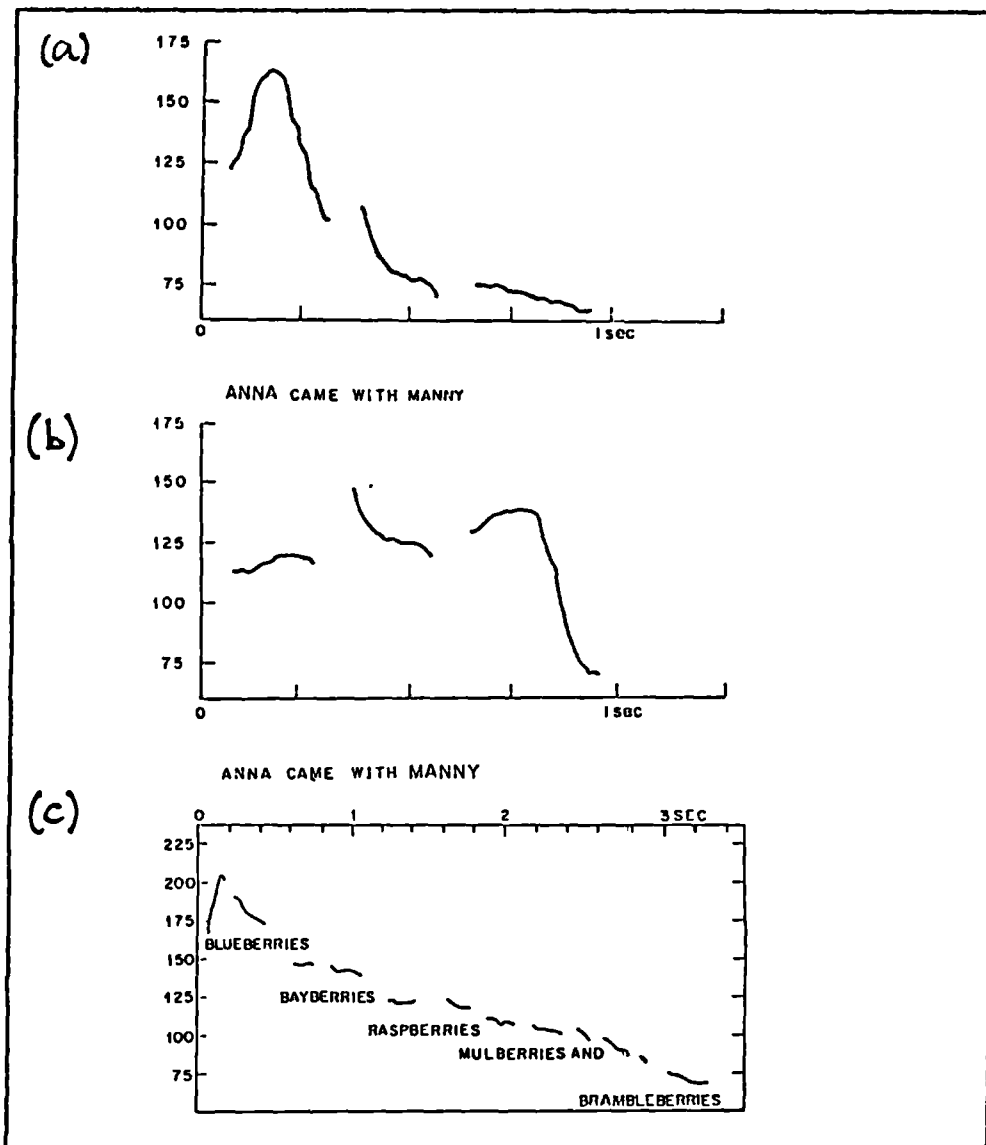 (a)
175
150
125
100
75
0 1 sec
ANNA CAME WITH MANNY
(b)
175
150
125
100
75
0 1 sec
ANNA CAME WITH MANNY
(c)
0 1 2 3 SEC
225
200
175
BLUEBERRIES
150
BAYBERRIES
125
RASPBERRIES
100
MULBERRIES AND
75
BRAMBLEBERRIES